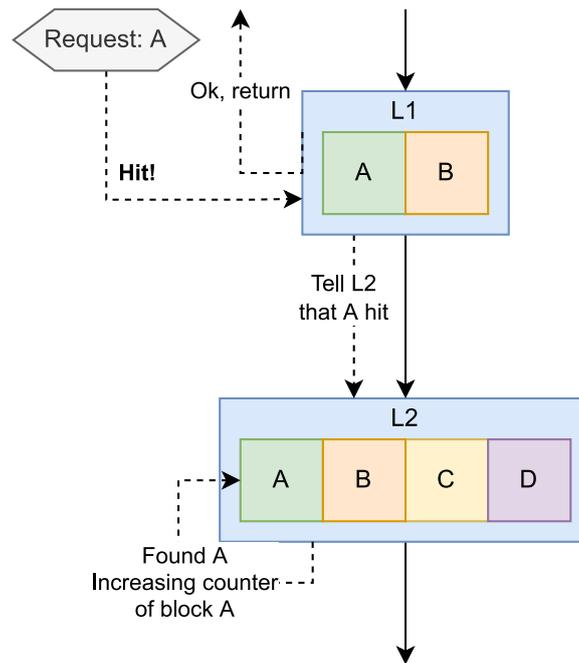 Request: A
Ok, return
L1
Hit!
A B
Tell L2
that A hit
L2
A B C D
Found A
Increasing counter
of block A